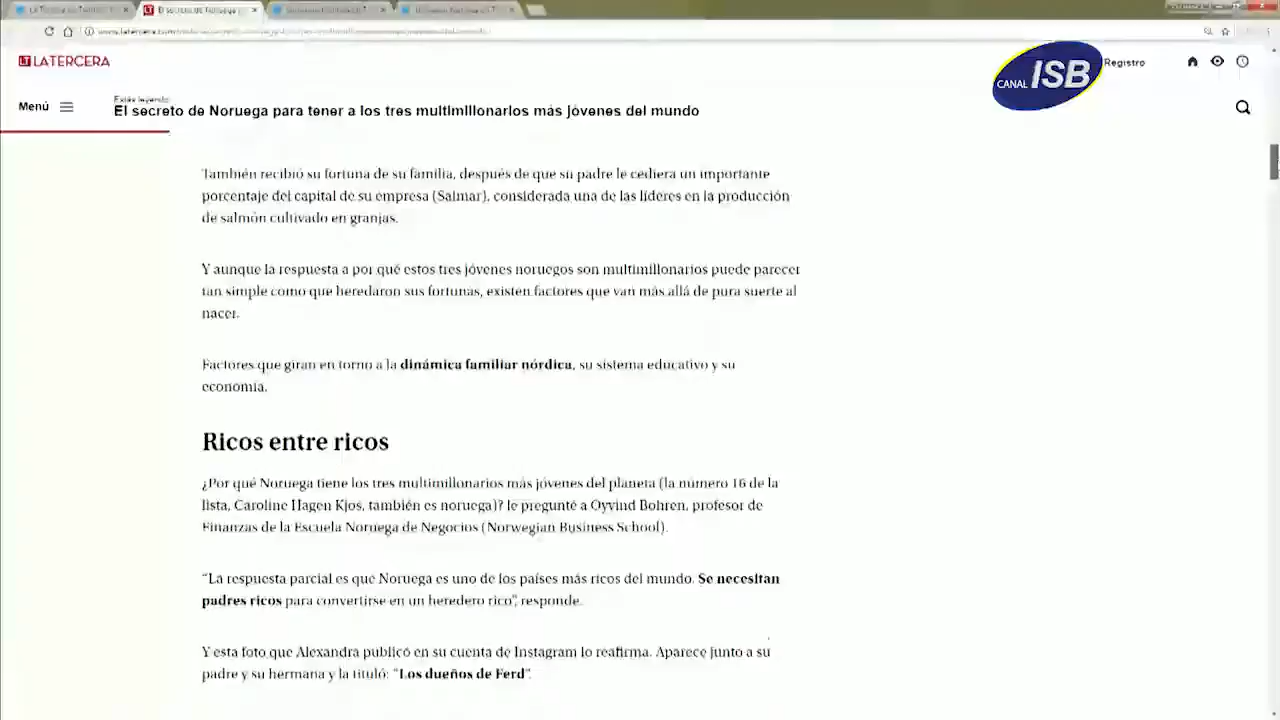 LATERCERA
CANAL ISB
Registro
Menú
Estás leyendo
El secreto de Noruega para tener a los tres multimillonarios más jóvenes del mundo
También recibió su fortuna de su familia, después de que su padre le cediera un importante
porcentaje del capital de su empresa (Salmar), considerada una de las líderes en la producción
de salmón cultivado en granjas.
Y aunque la respuesta a por qué estos tres jóvenes noruegos son multimillonarios puede parecer
tan simple como que heredaron sus fortunas, existen factores que van más allá de pura suerte al
nacer.
Factores que giran en torno a la dinámica familiar nórdica, su sistema educativo y su
economía.
Ricos entre ricos
¿Por qué Noruega tiene los tres multimillonarios más jóvenes del planeta (la número 16 de la
lista, Caroline Hagen Kjos, también es noruega)? le pregunté a Oyvind Bohren, profesor de
Finanzas de la Escuela Noruega de Negocios (Norwegian Business School).
“La respuesta parcial es que Noruega es uno de los países más ricos del mundo. Se necesitan
padres ricos para convertirse en un heredero rico”, responde.
Y esta foto que Alexandra publicó en su cuenta de Instagram lo reafirma. Aparece junto a su
padre y su hermana y la tituló: “Los dueños de Ferd”.